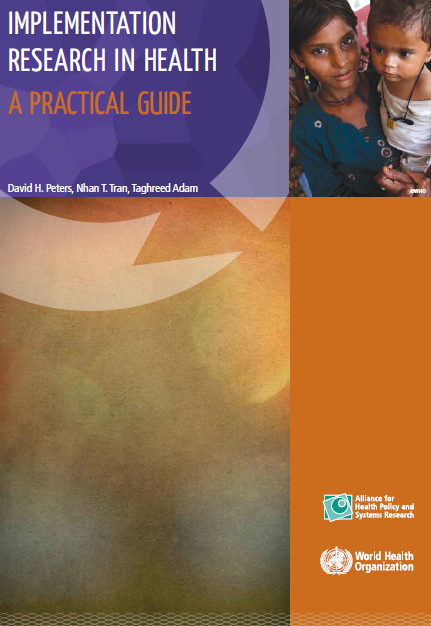 IMPLEMENTATION
RESEARCH IN HEALTH
A PRACTICAL GUIDE
©WHO
David H. Peters, Nhan T. Tran, Taghreed Adam
Alliance for
Health Policy and
Systems Research
World Health
Organization